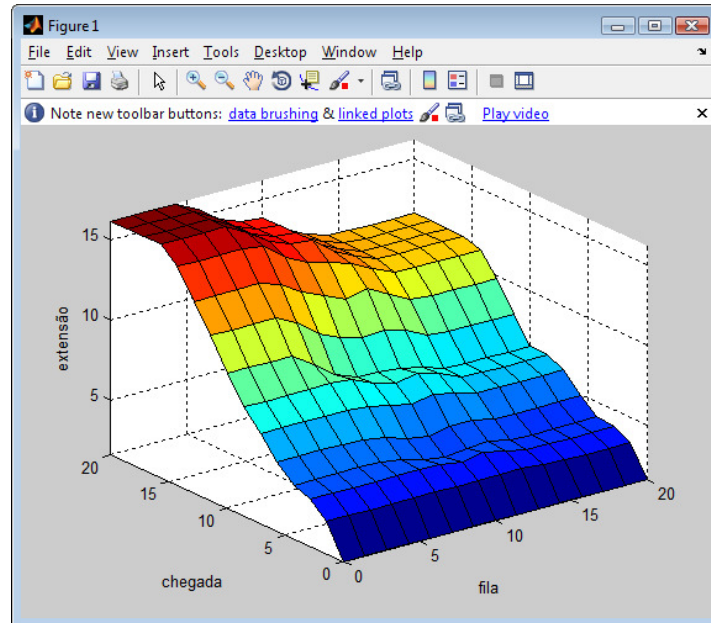 Figure 1
File Edit View Insert Tools Desktop Window Help
Note new toolbar buttons: data brushing & linked plots Play video
15
10
5
extensão
20
15
10
5
0
chegada
0
5
10
15
20
fila